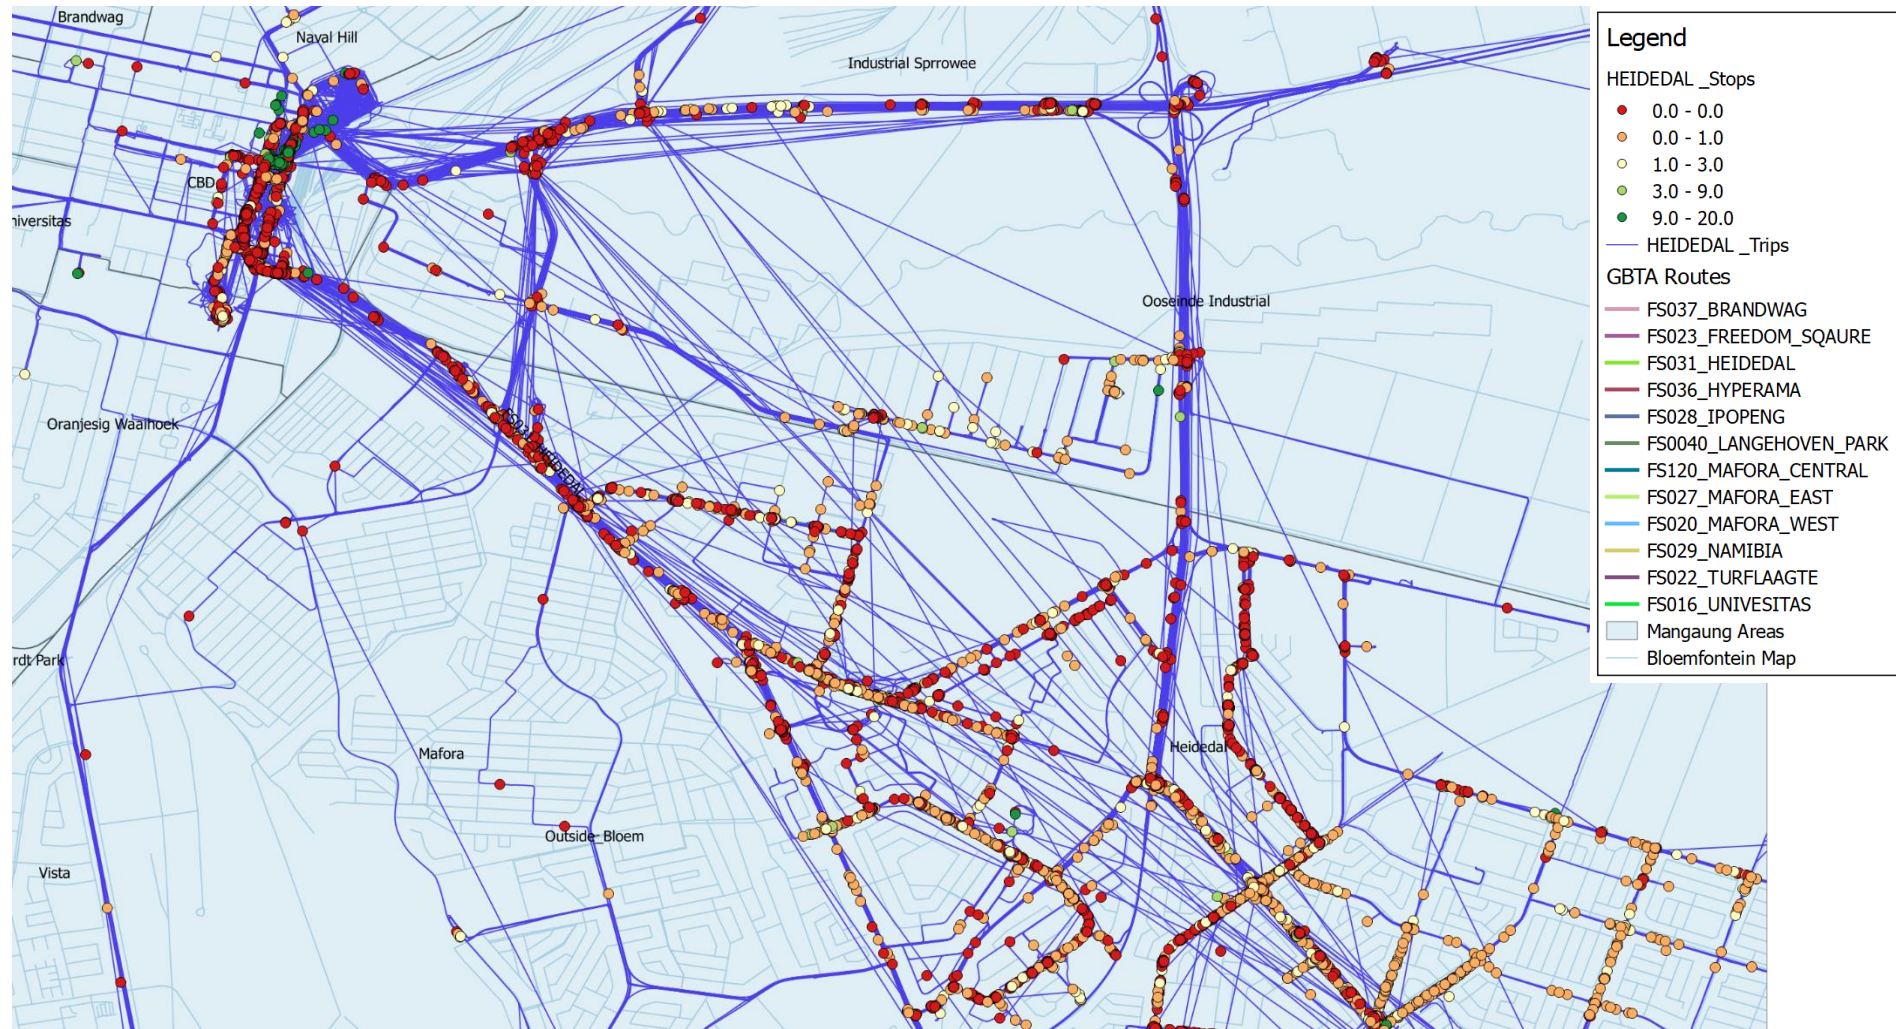 Brandwag
Naval Hill
Industrial Sprrowee
CBD
niversitas
Ooseinde Industrial
Oranjesig Waaihoek
rdt Park
Mafora
Heidedal
Outside_Bloem
Vista
Legend
HEIDEDAL _Stops
0.0 - 0.0
0.0 - 1.0
1.0 - 3.0
3.0 - 9.0
9.0 - 20.0
HEIDEDAL _Trips
GBTA Routes
FS037_BRANDWAG
FS023_FREEDOM_SQAURE
FS031_HEIDEDAL
FS036_HYPERAMA
FS028_IPOPENG
FS0040_LANGEHOVEN_PARK
FS120_MAFORA_CENTRAL
FS027_MAFORA_EAST
FS020_MAFORA_WEST
FS029_NAMIBIA
FS022_TURFLAAGTE
FS016_UNIVESITAS
Mangaung Areas
Bloemfontein Map